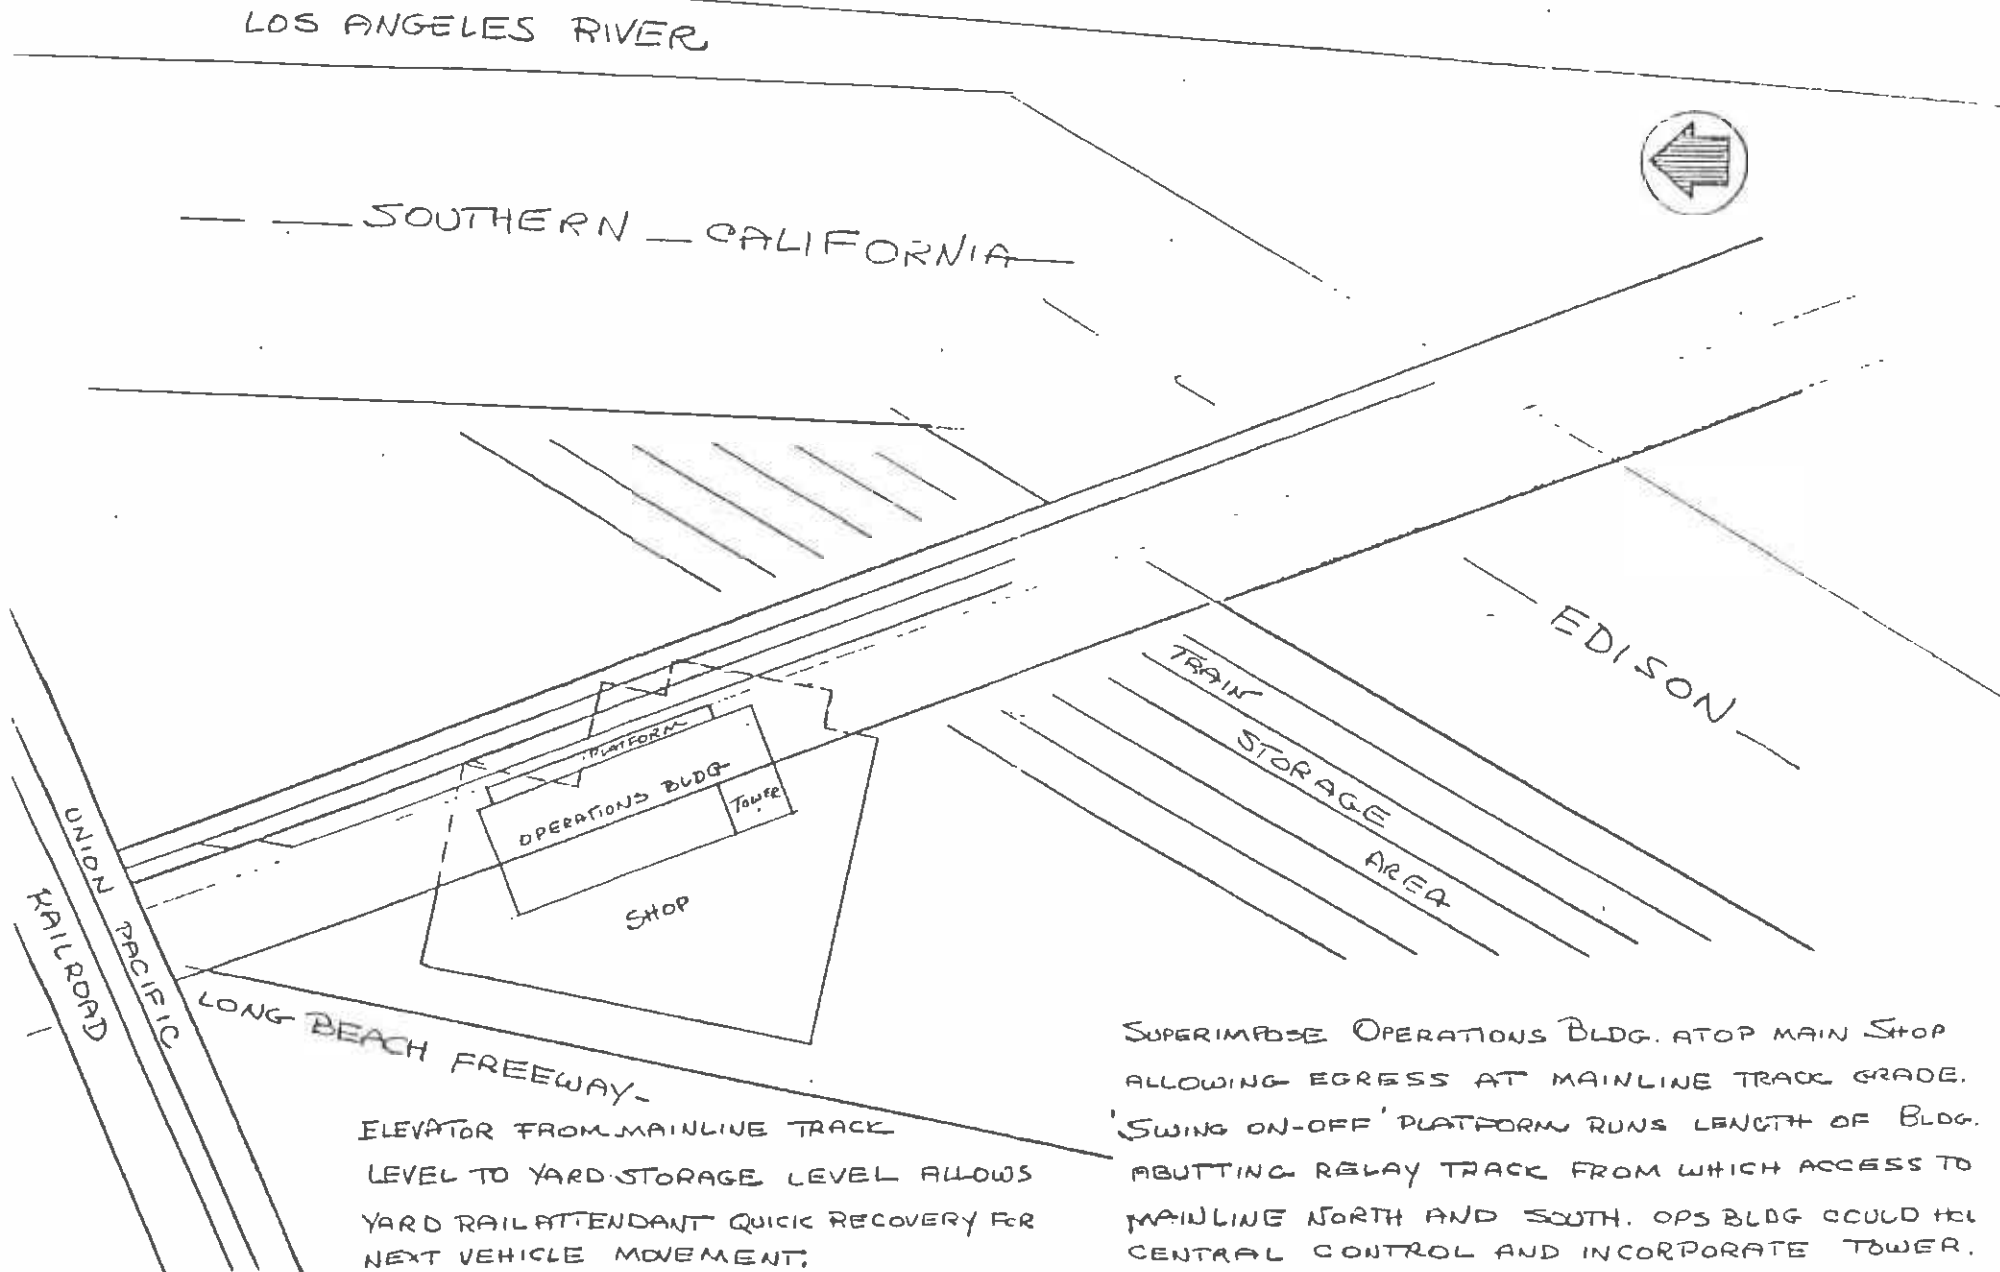 LOS ANGELES RIVER
SOUTHERN CALIFORNIA
EDISON
TRAIN
STORAGE
AREA
PLATFORM
OPERATIONS BLDG
TOWER
SHOP
UNION PACIFIC
RAILROAD
LONG BEACH FREEWAY-
ELEVATOR FROM MAINLINE TRACK
LEVEL TO YARD STORAGE LEVEL ALLOWS
YARD RAIL ATTENDANT QUICK RECOVERY FOR
NEXT VEHICLE MOVEMENT.
SUPERIMPOSE OPERATIONS BLDG. ATOP MAIN SHOP
ALLOWING EGRESS AT MAINLINE TRACK GRADE.
'SWING ON-OFF' PLATFORM RUNS LENGTH OF BLDG.
ABUTTING RELAY TRACK FROM WHICH ACCESS TO
MAINLINE NORTH AND SOUTH. OPS BLDG COULD
CENTRAL CONTROL AND INCORPORATE TOWER.